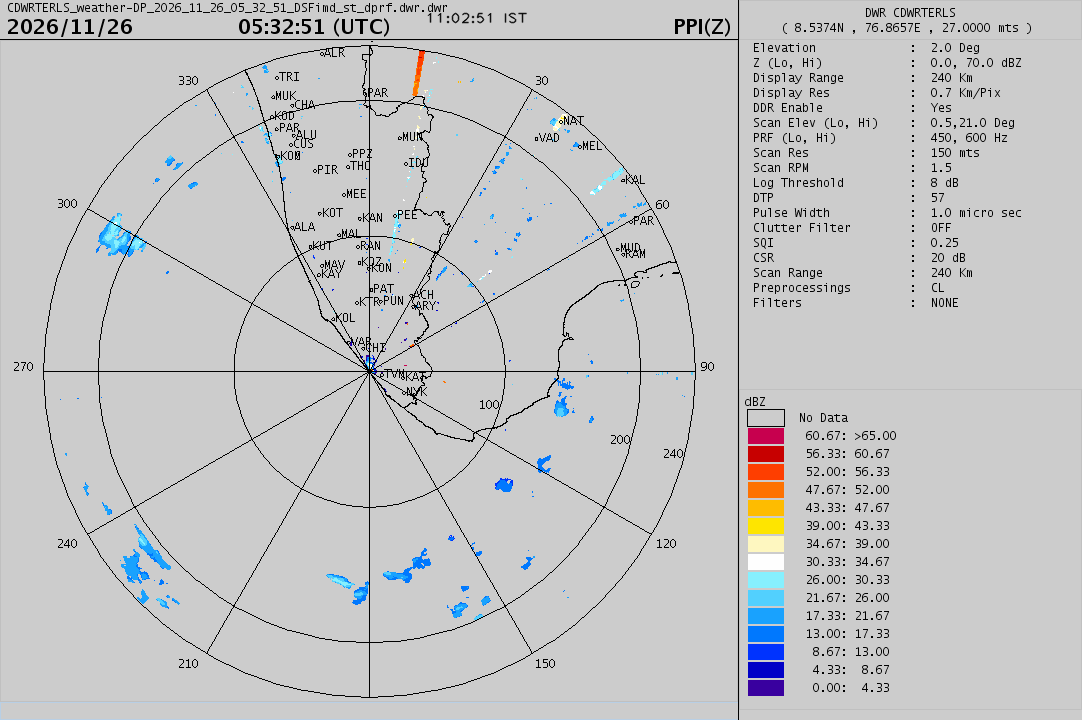 CDWRTERLS_weather-DP_2026_11_26_05_32_51_DSFimd_st_dprf.dwr.dwr
11:02:51 IST
2026/11/26 05:32:51 (UTC) PPI(Z)
DWR CDWRTERLS
( 8.5374N , 76.8657E , 27.0000 mts )
Elevation : 2.0 Deg
Z (Lo, Hi) : 0.0, 70.0 dBZ
Display Range : 240 Km
Display Res : 0.7 Km/Pix
DDR Enable : Yes
Scan Elev (Lo, Hi) : 0.5,21.0 Deg
PRF (Lo, Hi) : 450, 600 Hz
Scan Res : 150 mts
Scan RPM : 1.5
Log Threshold : 8 dB
DTP : 57
Pulse Width : 1.0 micro sec
Clutter Filter : OFF
SQI : 0.25
CSR : 20 dB
Scan Range : 240 Km
Preprocessings : CL
Filters : NONE
dBZ
No Data
60.67: >65.00
56.33: 60.67
52.00: 56.33
47.67: 52.00
43.33: 47.67
39.00: 43.33
34.67: 39.00
30.33: 34.67
26.00: 30.33
21.67: 26.00
17.33: 21.67
13.00: 17.33
8.67: 13.00
4.33: 8.67
0.00: 4.33
ALR
TRI
330
30
MUK
PAR
CHA
KOD
NAT
PAR
ALU
MUN
VAD
CUS
MEL
PPZ
IDU
THO
PIR
KAL
MEE
300
60
KOT
KAN
PEE
PAR
ALA
MAL
KUT
RAN
MUD
KAM
KOZ
MAV
KON
KAY
PAT
ACH
KTR
PUN
ARY
KOL
VAR
CHI
270
90
TVN
KAT
NYK
100
200
240
240
120
210
150